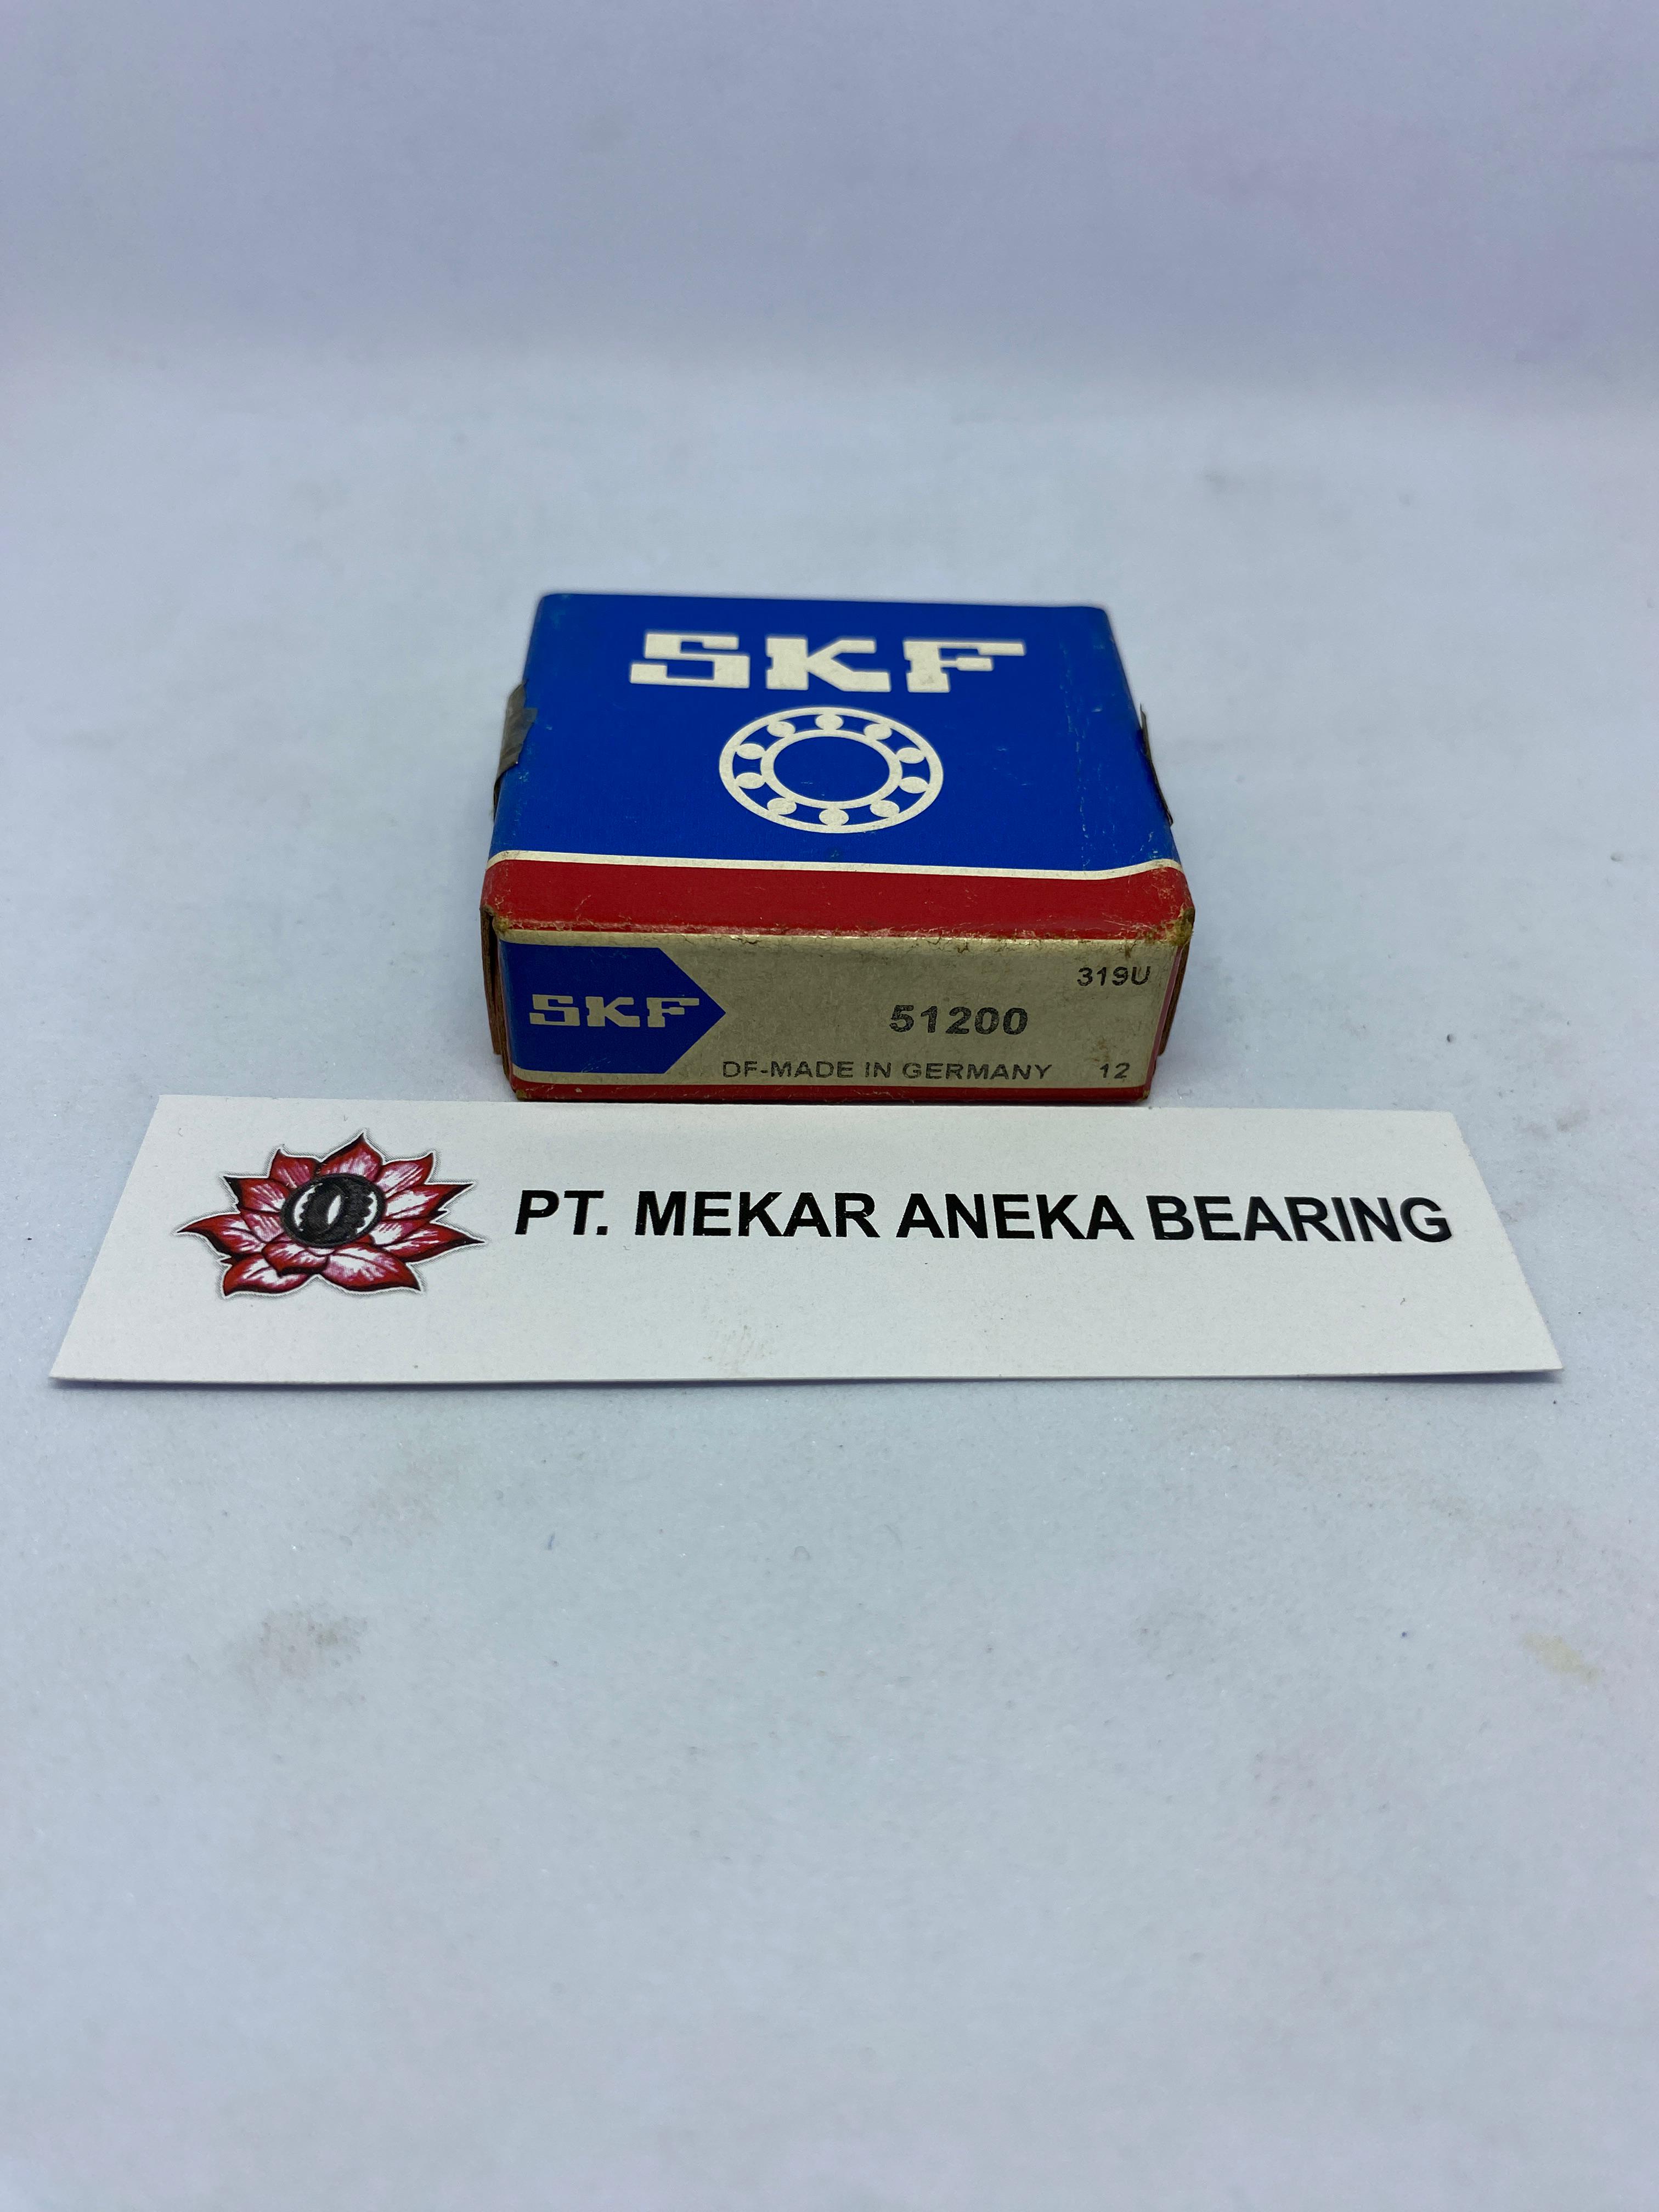 SKF
319U
SKF
51200
DF-MADE IN GERMANY 12
PT. MEKAR ANEKA BEARING